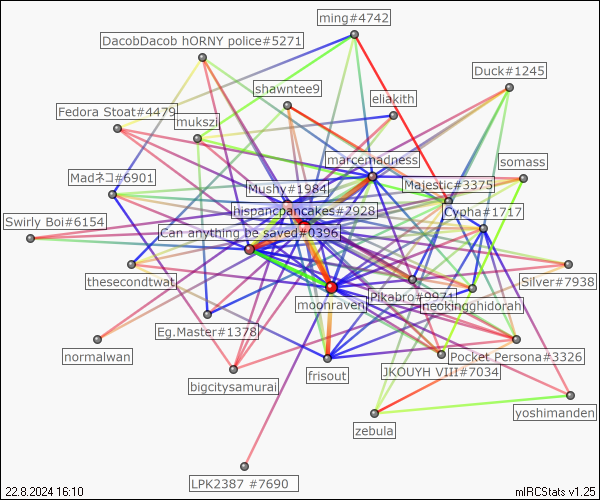 ming#4742
DacobDacob hORNY police#5271
Duck#1245
shawntee9
eliakith
Fedora Stoat#4479
mukszi
marcemadness
somass
Madネコ#6901
Mushy#1984
Majestic#3375
hispancpancakes#2928
Cypha#1717
Swirly Boi#6154
Can anything be saved#0396
thesecondtwat
Silver#7938
Pikabro#9971
moonraven
neokingghidorah
Eg.Master#1378
normalwan
Pocket Persona#3326
frisout
JKOUYH VIII#7034
bigcitysamurai
yoshimanden
zebula
LPK2387 #7690
22.8.2024 16:10
mIRCStats v1.25